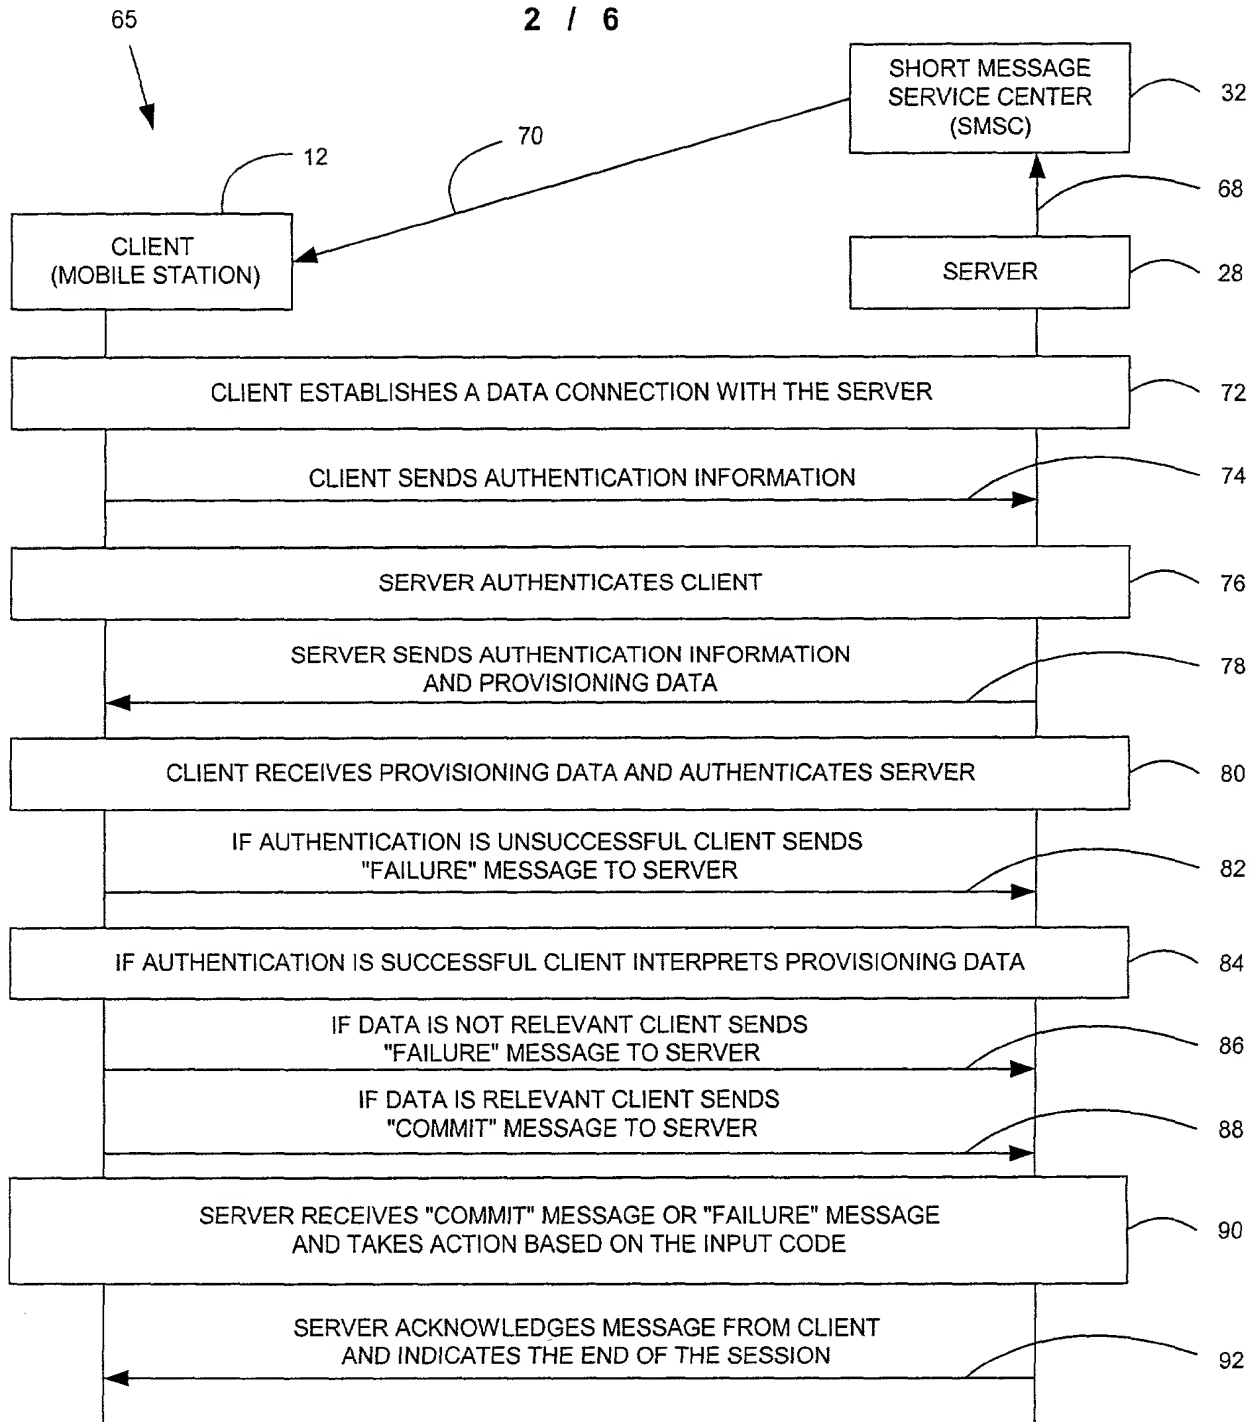 2 / 6
65
SHORT MESSAGE
SERVICE CENTER
(SMSC)
32
70
12
68
CLIENT
(MOBILE STATION)
SERVER
28
CLIENT ESTABLISHES A DATA CONNECTION WITH THE SERVER
72
CLIENT SENDS AUTHENTICATION INFORMATION
74
SERVER AUTHENTICATES CLIENT
76
SERVER SENDS AUTHENTICATION INFORMATION
AND PROVISIONING DATA
78
CLIENT RECEIVES PROVISIONING DATA AND AUTHENTICATES SERVER
80
IF AUTHENTICATION IS UNSUCCESSFUL CLIENT SENDS
"FAILURE" MESSAGE TO SERVER
82
IF AUTHENTICATION IS SUCCESSFUL CLIENT INTERPRETS PROVISIONING DATA
84
IF DATA IS NOT RELEVANT CLIENT SENDS
"FAILURE" MESSAGE TO SERVER
86
IF DATA IS RELEVANT CLIENT SENDS
"COMMIT" MESSAGE TO SERVER
88
SERVER RECEIVES "COMMIT" MESSAGE OR "FAILURE" MESSAGE
AND TAKES ACTION BASED ON THE INPUT CODE
90
SERVER ACKNOWLEDGES MESSAGE FROM CLIENT
AND INDICATES THE END OF THE SESSION
92